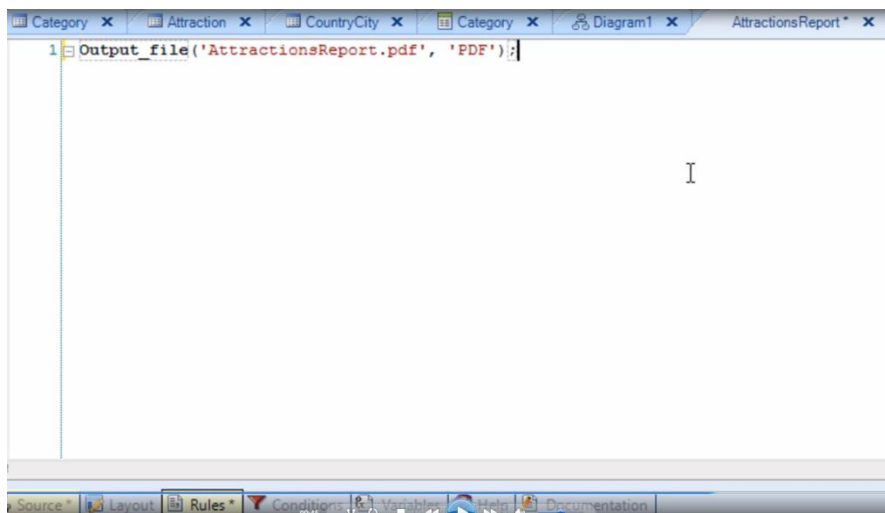 Category Attraction CountryCity Category Diagram1 AttractionsReport*
1 Output_file('AttractionsReport.pdf', 'PDF');
Source* Layout Rules* Conditions Variables Help Documentation